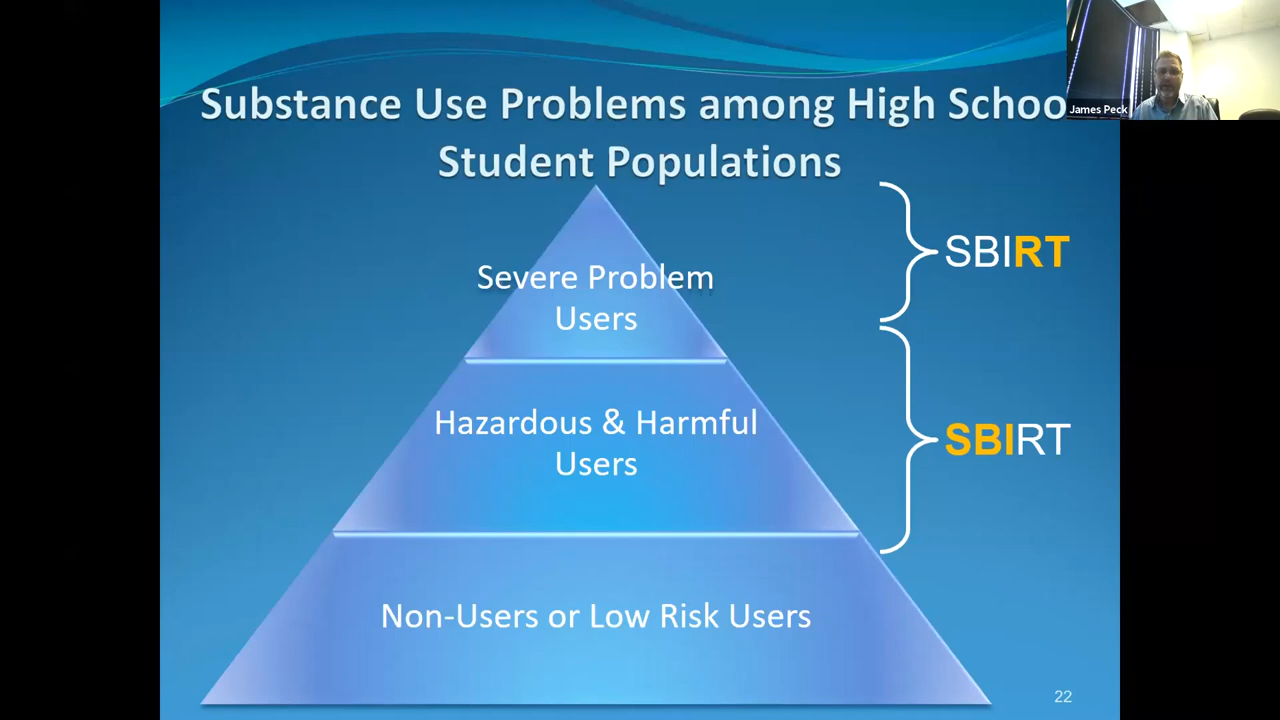 Substance Use Problems among High Schoo
Student Populations
James Peck
Severe Problem
Users
SBIRT
Hazardous & Harmful
Users
SBIRT
Non-Users or Low Risk Users
22